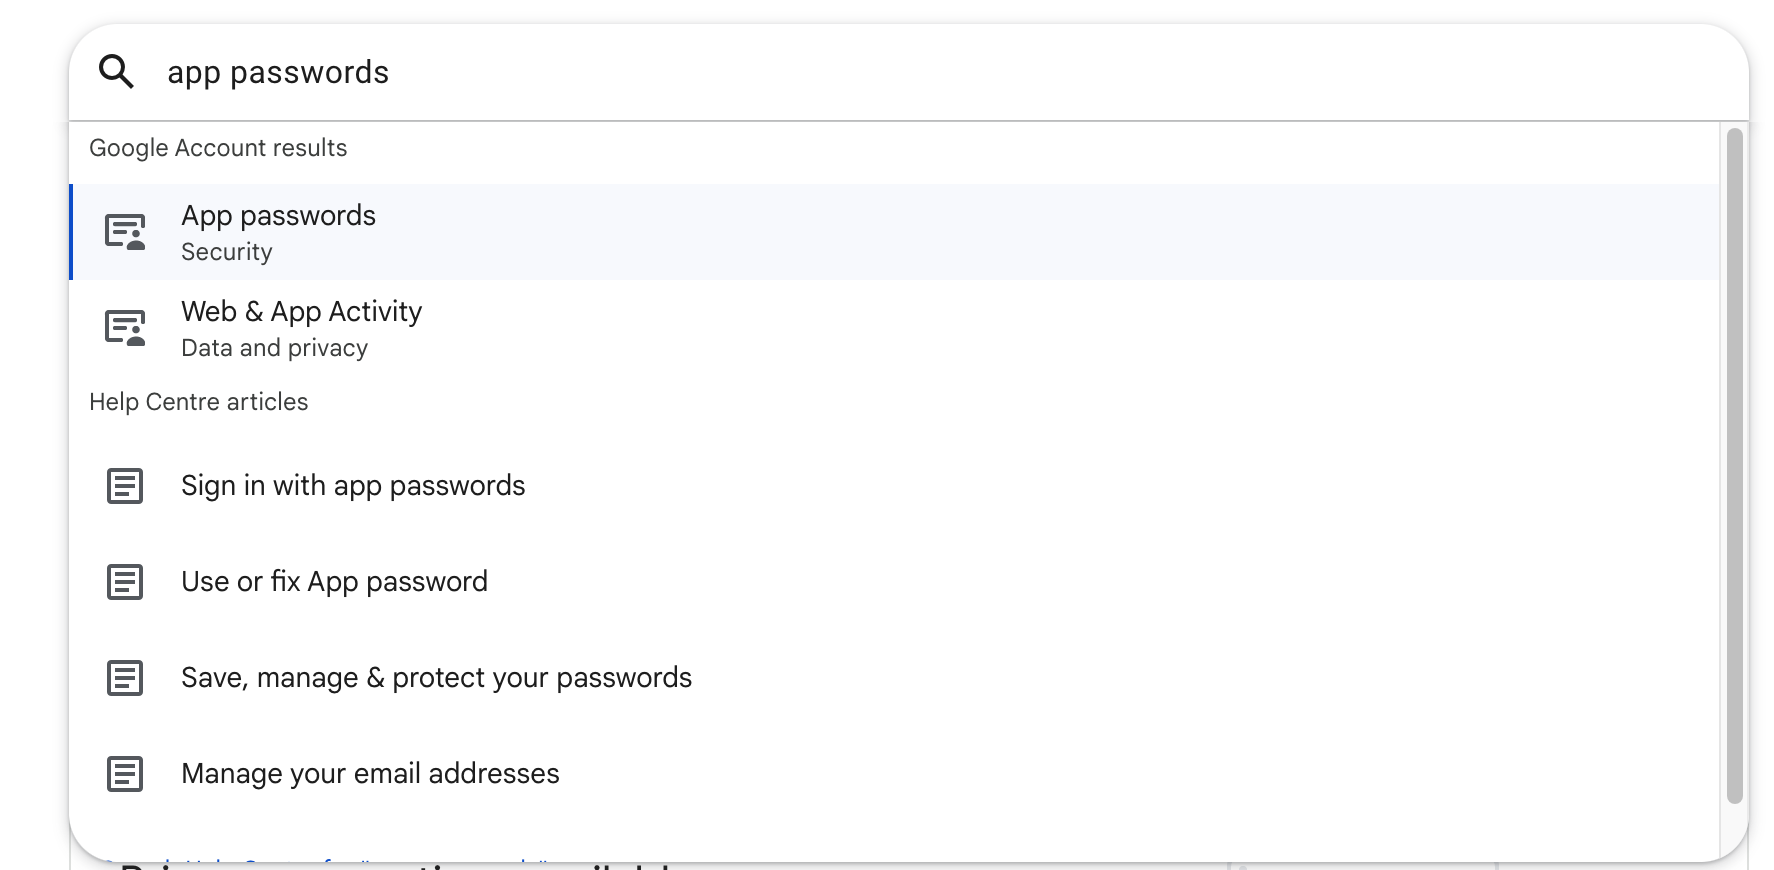 app passwords
Google Account results
App passwords
Security
Web & App Activity
Data and privacy
Help Centre articles
Sign in with app passwords
Use or fix App password
Save, manage & protect your passwords
Manage your email addresses